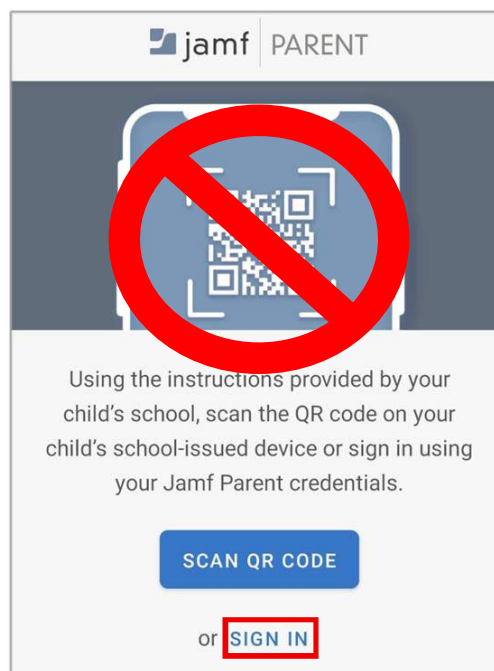 jamf PARENT
Using the instructions provided by your
child's school, scan the QR code on your
child's school-issued device or sign in using
your Jamf Parent credentials.
SCAN QR CODE
or SIGN IN